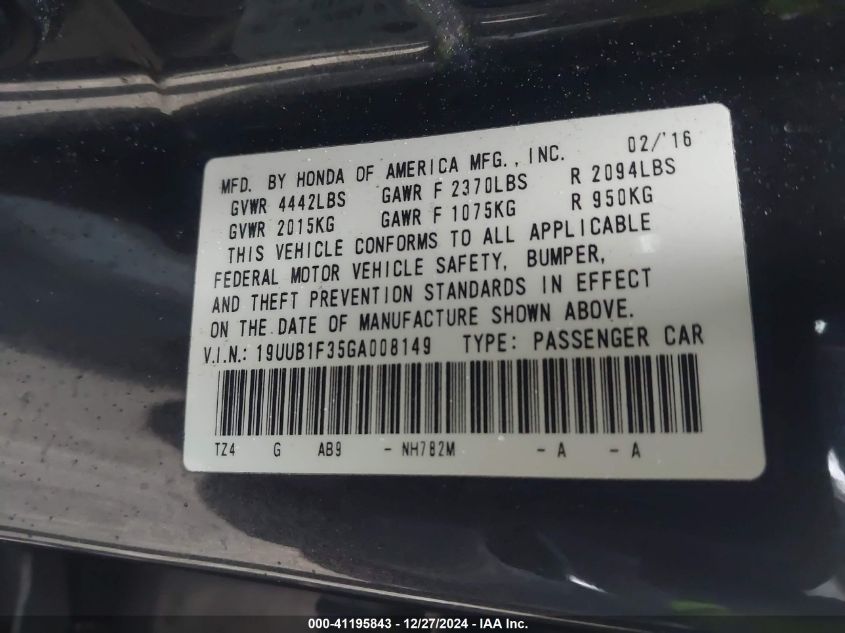 MFD. BY HONDA OF AMERICA MFG., INC. 02/'16
GVWR 4442LBS GAWR F 2370LBS R 2094LBS
GVWR 2015KG GAWR F 1075KG R 950KG
THIS VEHICLE CONFORMS TO ALL APPLICABLE
FEDERAL MOTOR VEHICLE SAFETY, BUMPER,
AND THEFT PREVENTION STANDARDS IN EFFECT
ON THE DATE OF MANUFACTURE SHOWN ABOVE.
V.I.N.: 19UUB1F35GA008149 TYPE: PASSENGER CAR
TZ4 G AB9 - NH782M - A - A
000-41195843 - 12/27/2024 - IAA Inc.